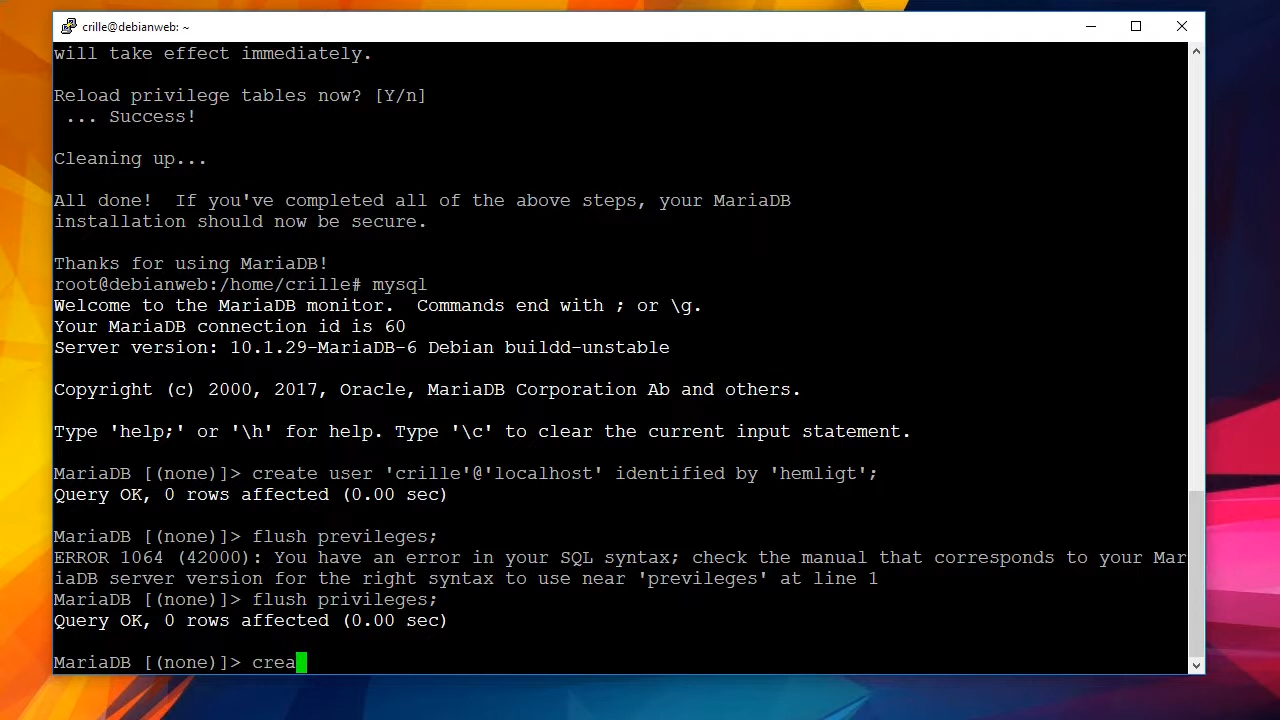 crille@debianweb: ~
will take effect immediately.
Reload privilege tables now? [Y/n]
 ... Success!
Cleaning up...
All done!  If you've completed all of the above steps, your MariaDB
installation should now be secure.
Thanks for using MariaDB!
root@debianweb:/home/crille# mysql
Welcome to the MariaDB monitor.  Commands end with ; or \g.
Your MariaDB connection id is 60
Server version: 10.1.29-MariaDB-6 Debian buildd-unstable
Copyright (c) 2000, 2017, Oracle, MariaDB Corporation Ab and others.
Type 'help;' or '\h' for help. Type '\c' to clear the current input statement.
MariaDB [(none)]> create user 'crille'@'localhost' identified by 'hemligt';
Query OK, 0 rows affected (0.00 sec)
MariaDB [(none)]> flush previleges;
ERROR 1064 (42000): You have an error in your SQL syntax; check the manual that corresponds to your Mar
iaDB server version for the right syntax to use near 'previleges' at line 1
MariaDB [(none)]> flush privileges;
Query OK, 0 rows affected (0.00 sec)
MariaDB [(none)]> crea